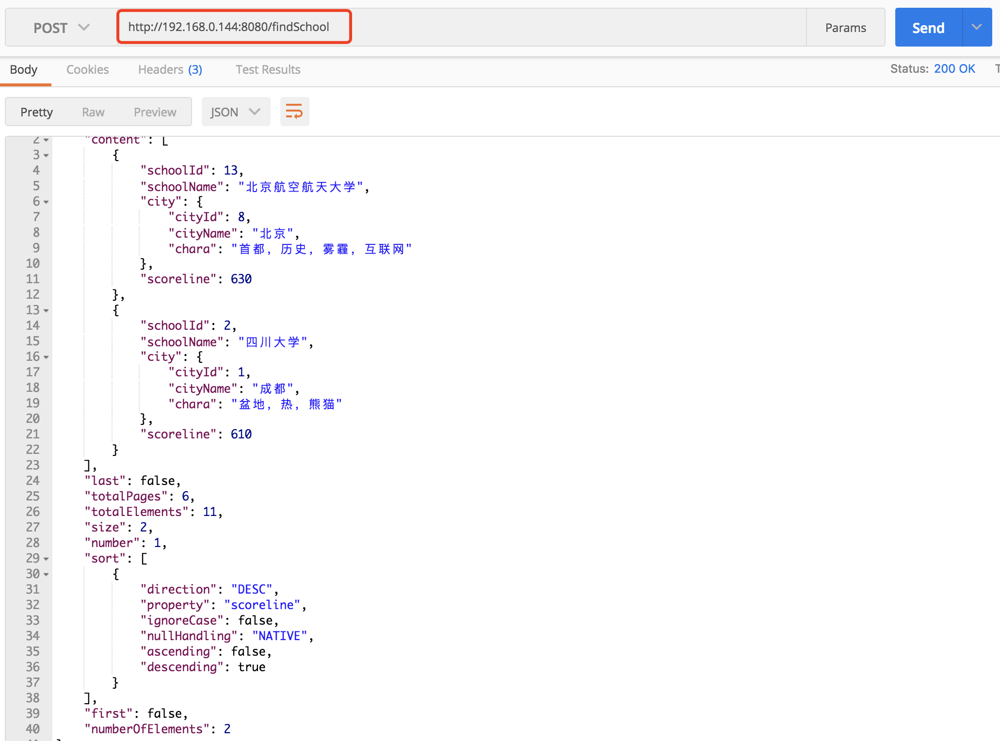 POST http://192.168.0.144:8080/findSchool Params Send
Body Cookies Headers (3) Test Results Status: 200 OK
Pretty Raw Preview JSON
2 "content": [
3 {
4 "schoolId": 13,
5 "schoolName": "北京航空航天大学",
6 "city": {
7 "cityId": 8,
8 "cityName": "北京",
9 "chara": "首都, 历史, 雾霾, 互联网"
10 },
11 "scoreline": 630
12 },
13 {
14 "schoolId": 2,
15 "schoolName": "四川大学",
16 "city": {
17 "cityId": 1,
18 "cityName": "成都",
19 "chara": "盆地, 热, 熊猫"
20 },
21 "scoreline": 610
22 }
23 ],
24 "last": false,
25 "totalPages": 6,
26 "totalElements": 11,
27 "size": 2,
28 "number": 1,
29 "sort": [
30 {
31 "direction": "DESC",
32 "property": "scoreline",
33 "ignoreCase": false,
34 "nullHandling": "NATIVE",
35 "ascending": false,
36 "descending": true
37 }
38 ],
39 "first": false,
40 "numberOfElements": 2